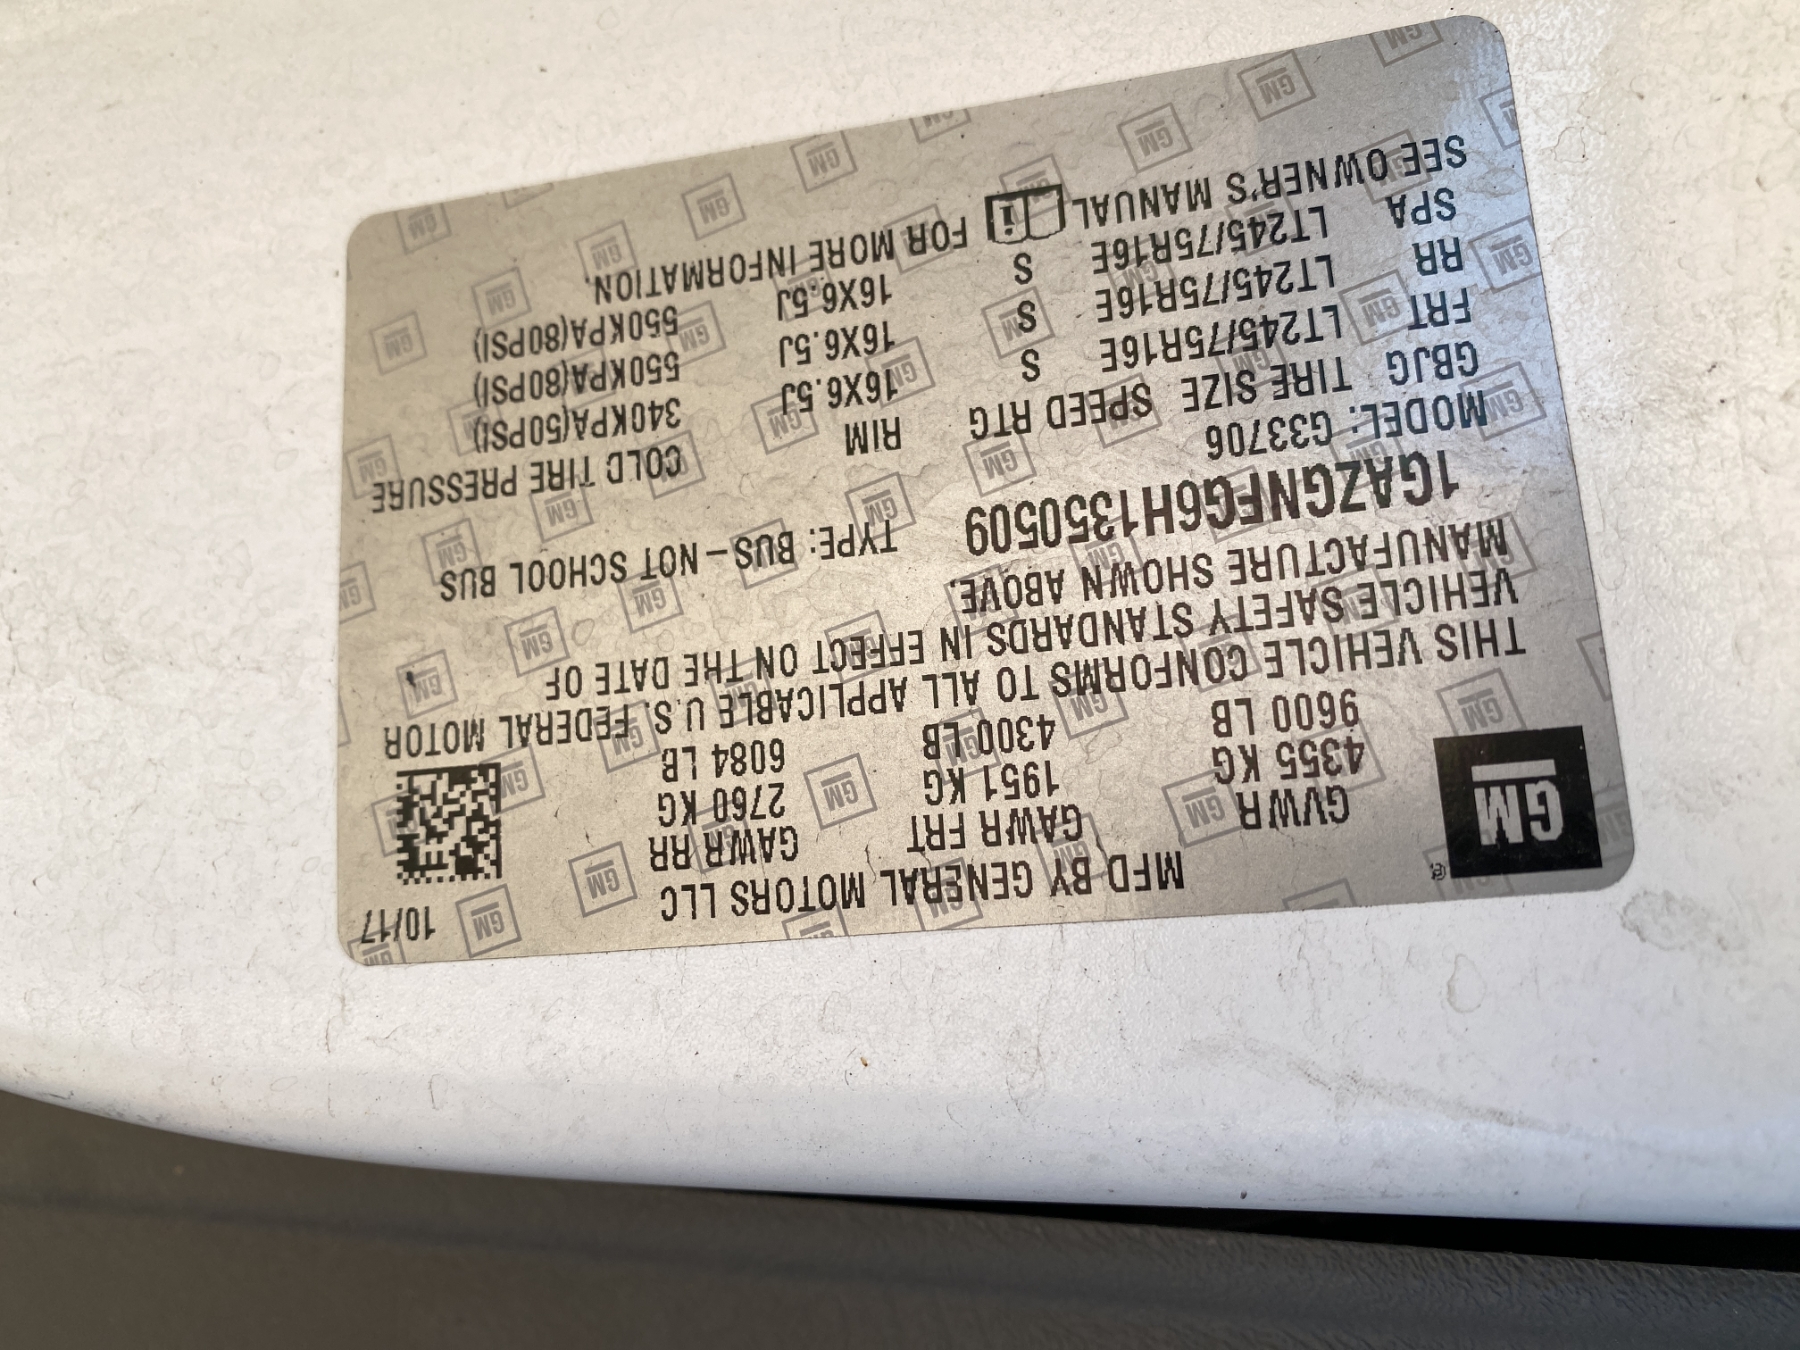 GM
®
MFD BY GENERAL MOTORS LLC 10/17
GVWR GAWR FRT GAWR RR
4355 KG 1951 KG 2760 KG
9600 LB 4300 LB 6084 LB
THIS VEHICLE CONFORMS TO ALL APPLICABLE U.S. FEDERAL MOTOR
VEHICLE SAFETY STANDARDS IN EFFECT ON THE DATE OF
MANUFACTURE SHOWN ABOVE.
1GAZGNFG6H1350509 TYPE: BUS – NOT SCHOOL BUS
MODEL: G33706
GBJG TIRE SIZE SPEED RTG RIM COLD TIRE PRESSURE
FRT LT245/75R16E S 16X6.5J 340KPA(50PSI)
RR LT245/75R16E S 16X6.5J 550KPA(80PSI)
SPA LT245/75R16E S 16X6.5J 550KPA(80PSI)
SEE OWNER'S MANUAL i FOR MORE INFORMATION.